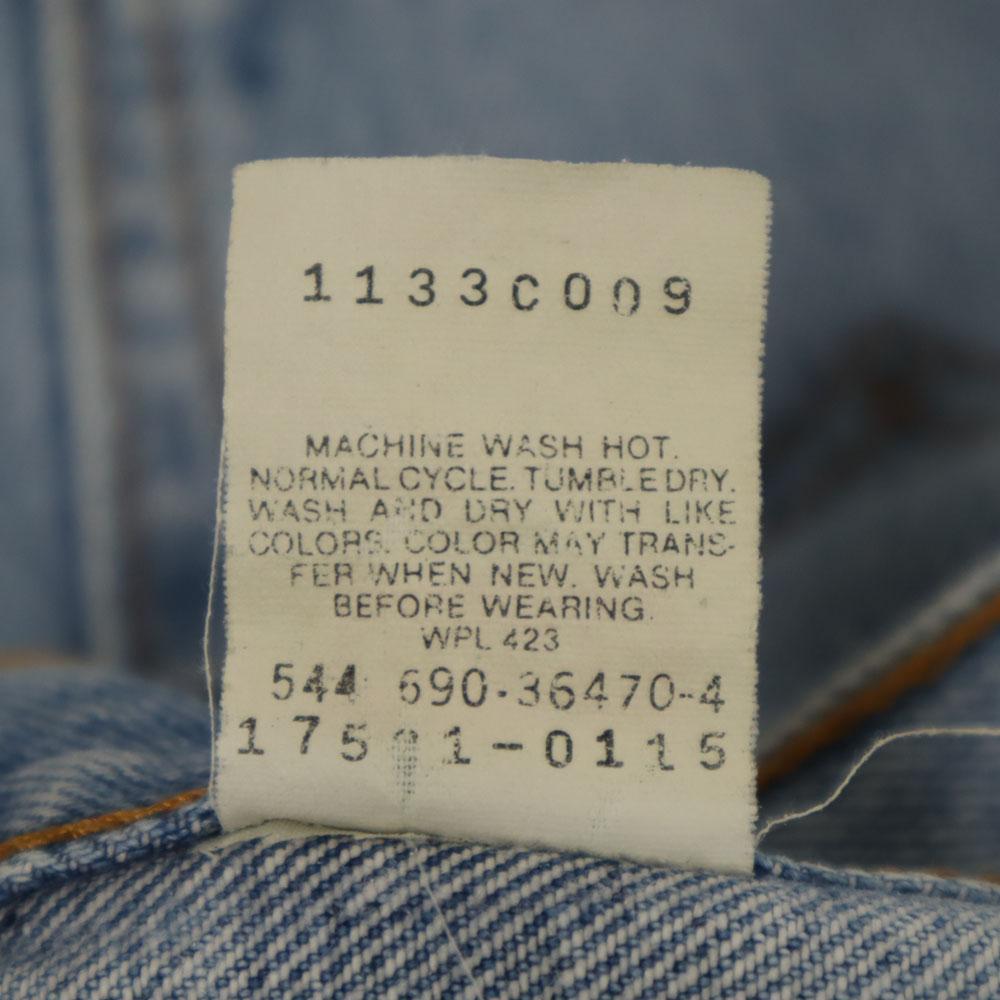 1133C009
MACHINE WASH HOT.
NORMAL CYCLE. TUMBLE DRY.
WASH AND DRY WITH LIKE
COLORS. COLOR MAY TRANS-
FER WHEN NEW. WASH
BEFORE WEARING.
WPL 423
544 690-36470-4
-0115